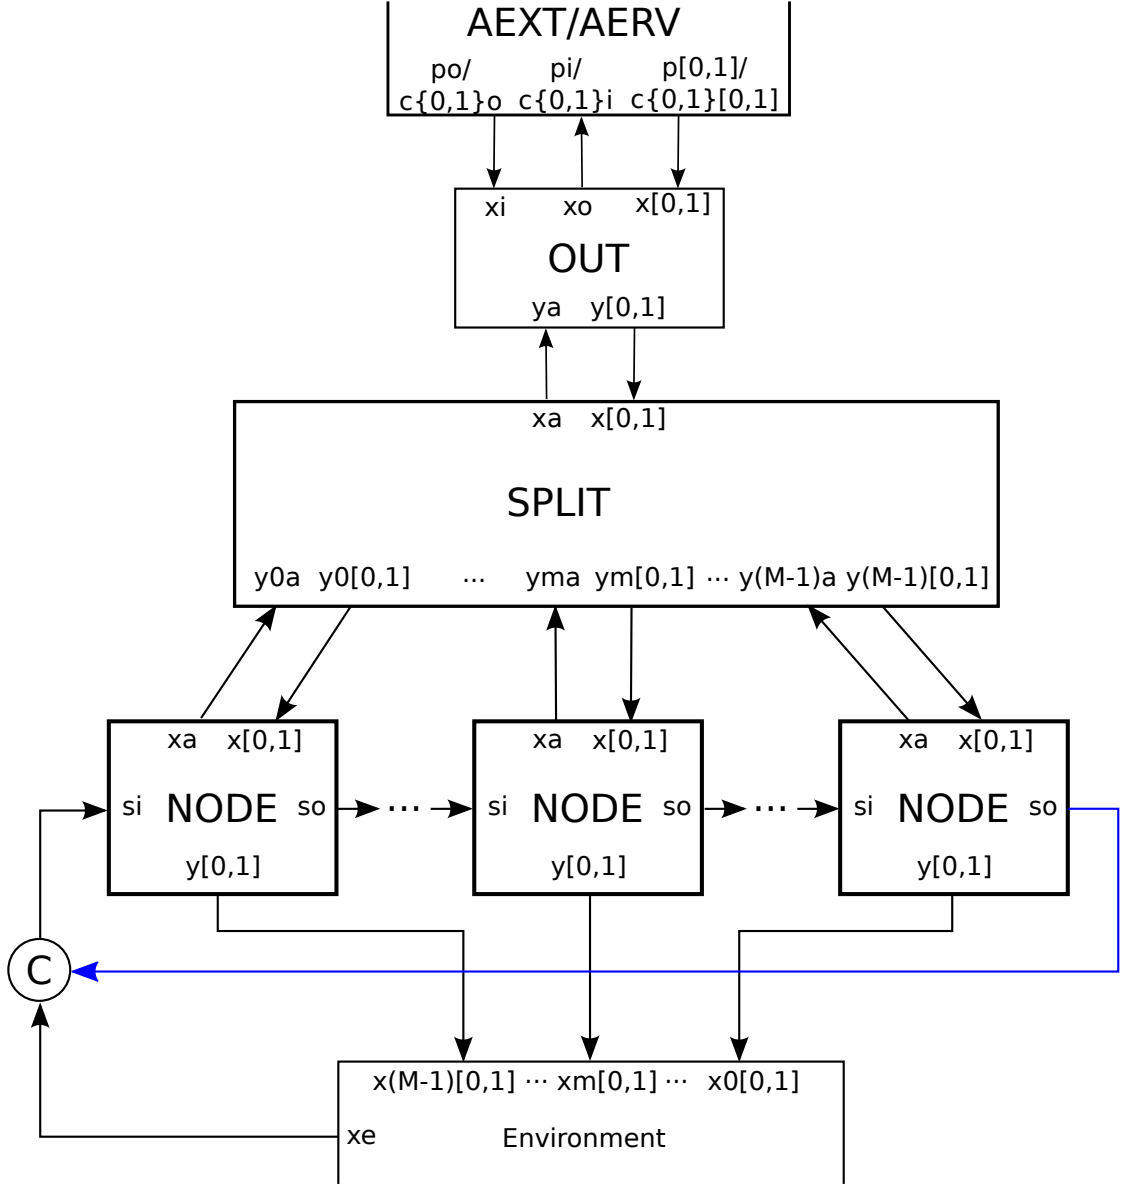 AEXT/AERV
po/ pi/ p[0,1]/
c{0,1}o c{0,1}i c{0,1}[0,1]
xi xo x[0,1]
OUT
ya y[0,1]
xa x[0,1]
SPLIT
y0a y0[0,1] ... yma ym[0,1] ... y(M-1)a y(M-1)[0,1]
xa x[0,1] xa x[0,1] xa x[0,1]
si NODE so ... si NODE so ... si NODE so
y[0,1] y[0,1] y[0,1]
C
x(M-1)[0,1] ... xm[0,1] ... x0[0,1]
xe Environment